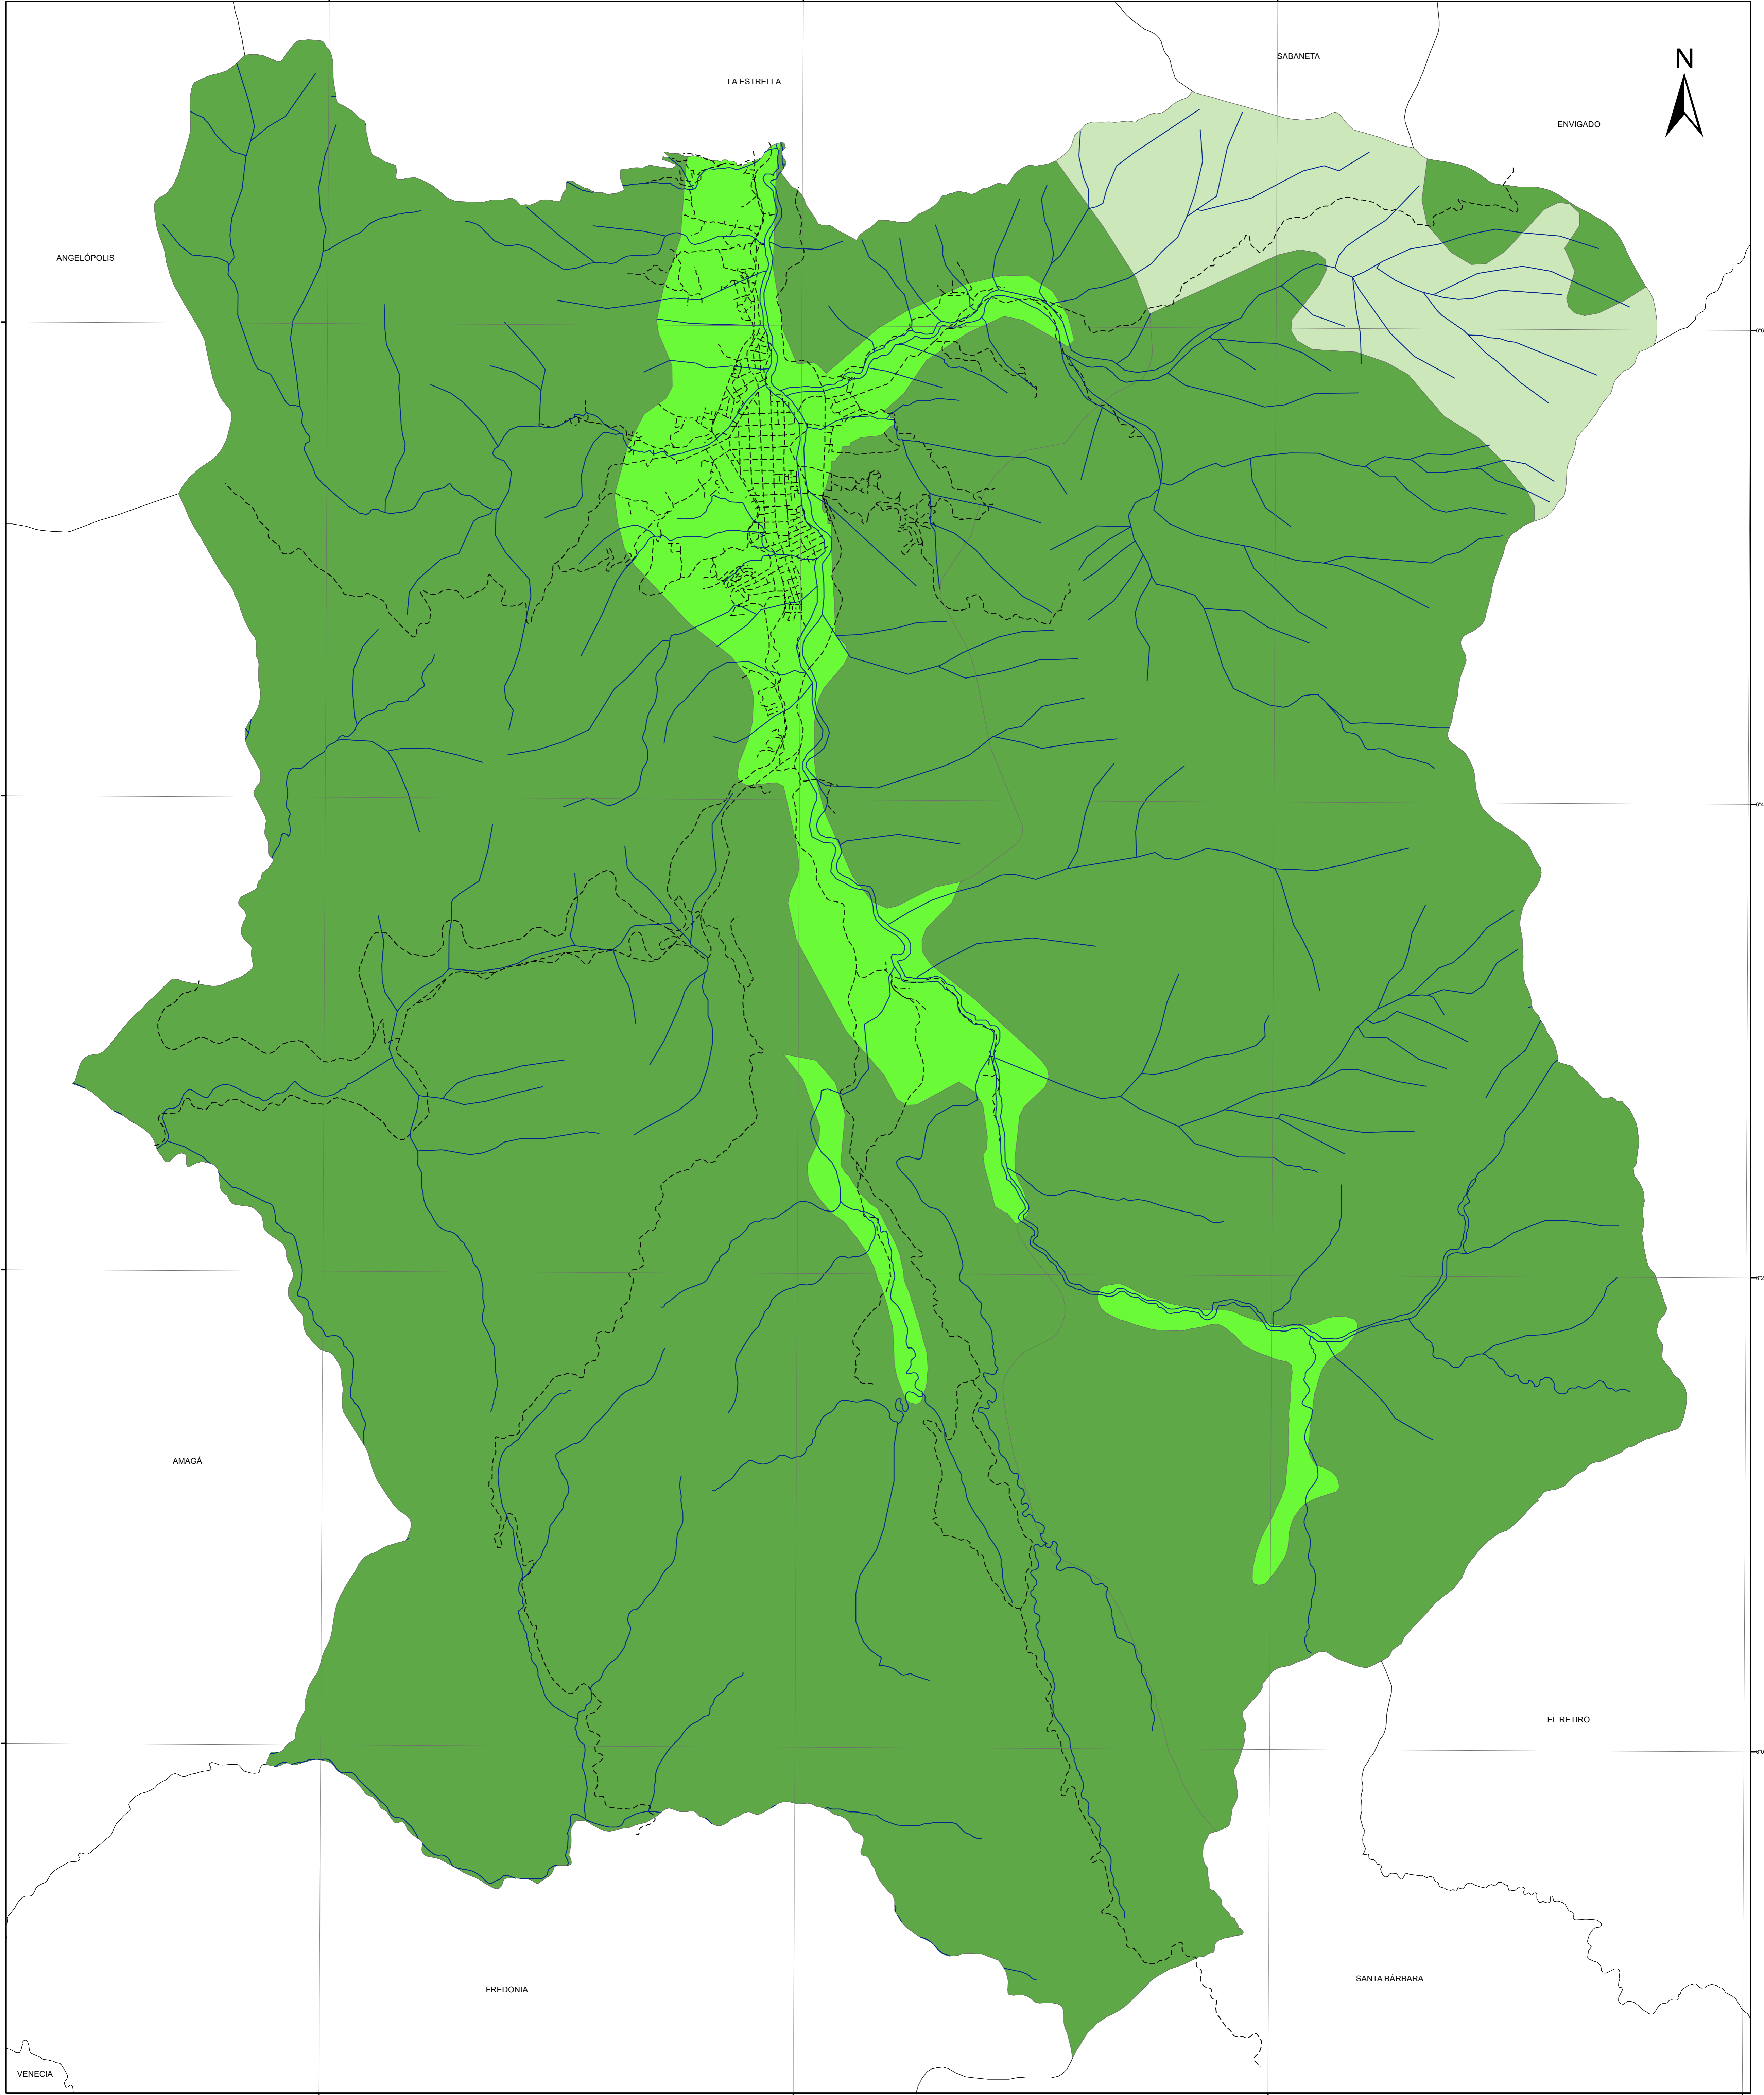 SABANETA
N
LA ESTRELLA
ENVIGADO
ANGELÓPOLIS
AMAGÁ
EL RETIRO
SANTA BÁRBARA
FREDONIA
VENECIA